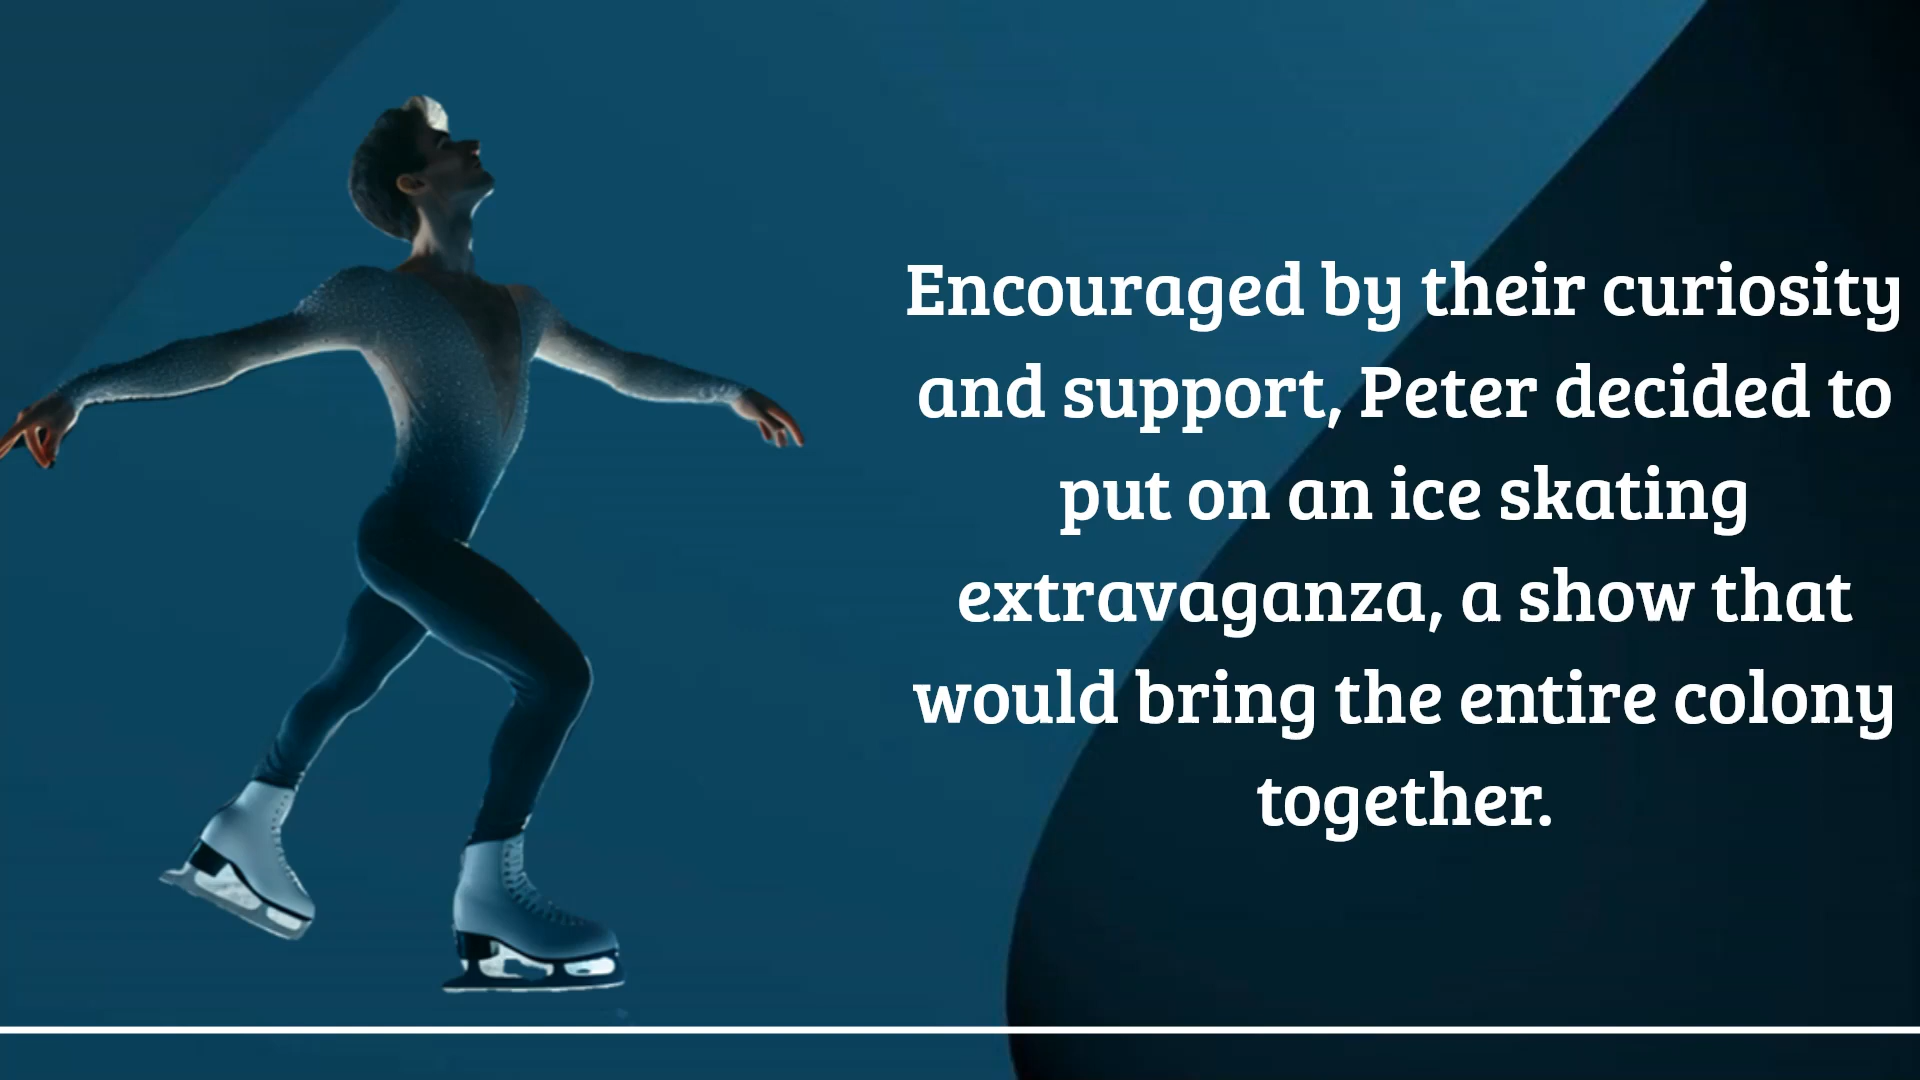 Encouraged by their curiosity
and support, Peter decided to
put on an ice skating
extravaganza, a show that
would bring the entire colony
together.